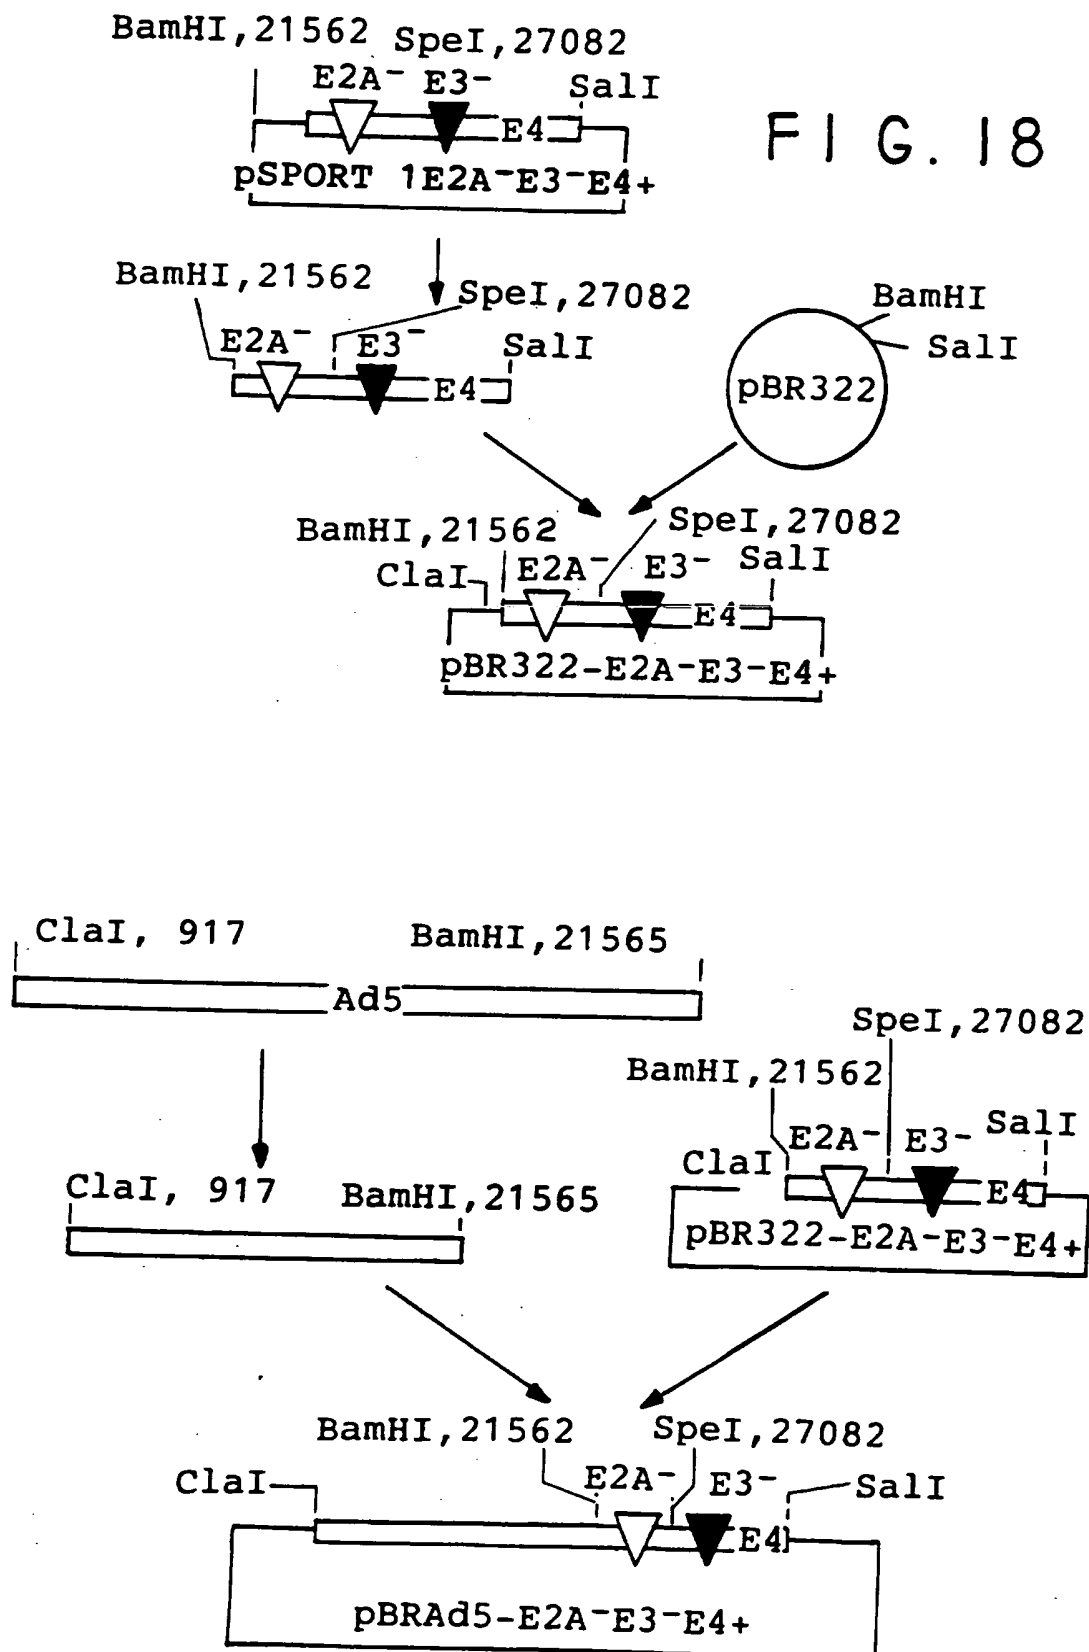 BamHI,21562 SpeI,27082
E2A⁻ E3⁻ SalI
FIG. 18
E4
pSPORT 1E2A⁻E3⁻E4+
BamHI,21562 SpeI,27082
E2A⁻ E3⁻ SalI
E4
BamHI
SalI
pBR322
BamHI,21562 SpeI,27082
ClaI E2A⁻ E3⁻ SalI
E4
pBR322-E2A⁻E3⁻E4+
ClaI, 917 BamHI,21565
Ad5
SpeI,27082
BamHI,21562
E2A⁻ E3⁻ SalI
ClaI
E4
pBR322-E2A⁻E3⁻E4+
ClaI, 917 BamHI,21565
BamHI,21562 SpeI,27082
ClaI E2A⁻ E3⁻ SalI
E4
pBRAd5-E2A⁻E3⁻E4+